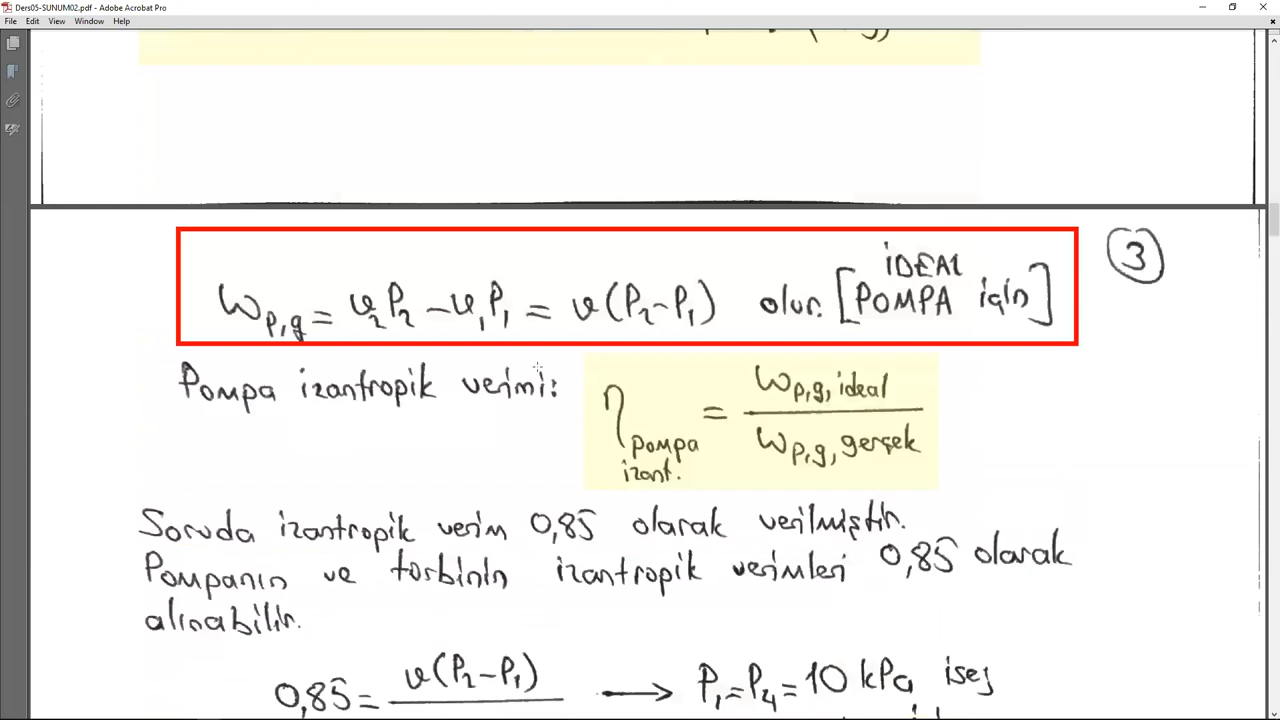 Ders05-SUNUM02.pdf - Adobe Acrobat Pro
File Edit View Window Help
3
W_p,g = v₂P₂ - v₁P₁ = v(P₂-P₁) olur. [İDEAL POMPA için]
Pompa izantropik verimi:
η_pompa izant. = W_p,g,ideal / W_p,g,gerçek
Soruda izantropik verim 0,85 olarak verilmiştir.
Pompanın ve türbinin izantropik verimleri 0,85 olarak
alınabilir.
0,85 = v(P₂-P₁) → P₁=P₄=10 kPa ise;